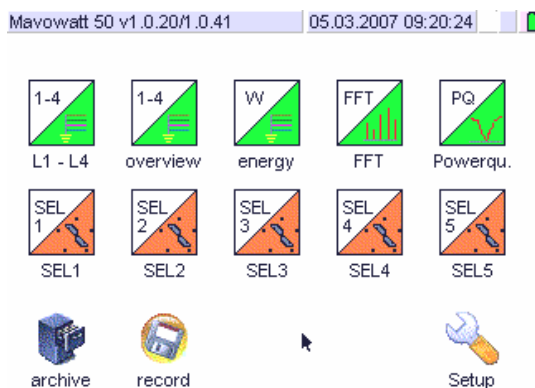 Mavowatt 50 v1.0.20/1.0.41 05.03.2007 09:20:24
1-4 1-4 W FFT PQ
L1 - L4 overview energy FFT Powerqu.
SEL 1 SEL 2 SEL 3 SEL 4 SEL 5
SEL1 SEL2 SEL3 SEL4 SEL5
archive record Setup